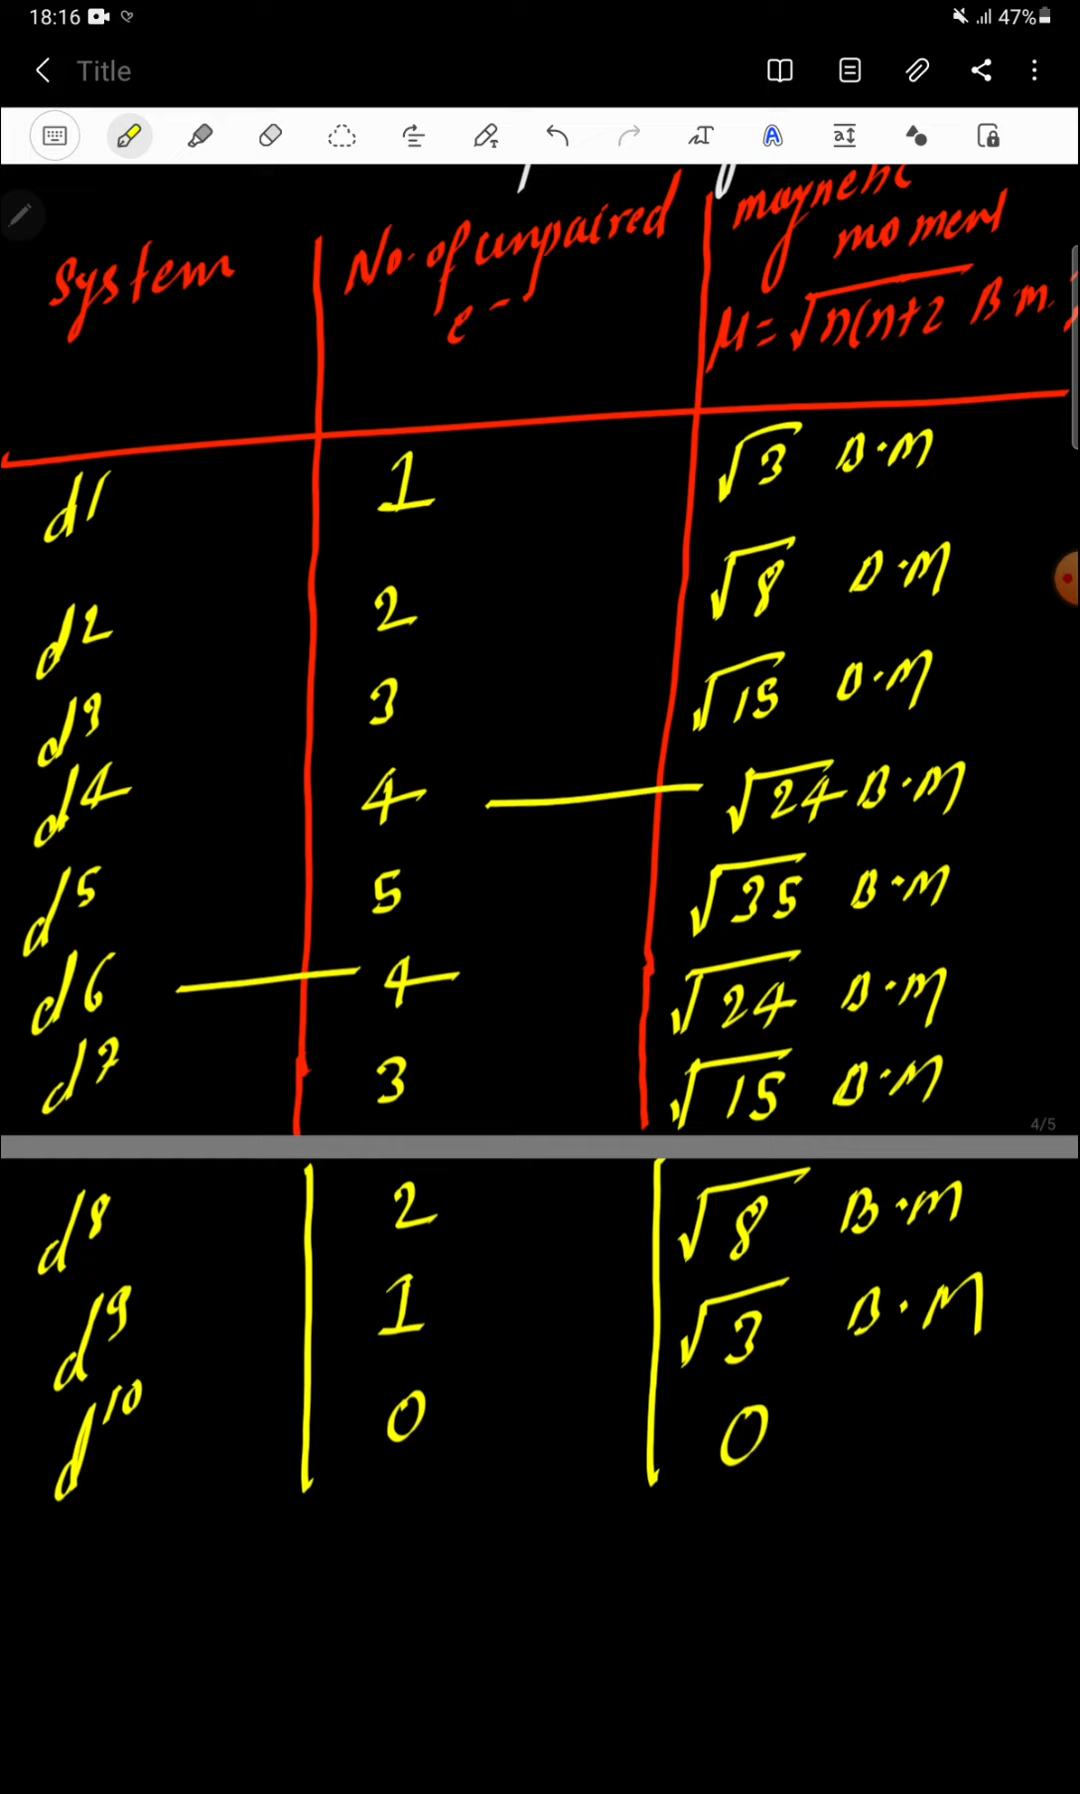 18:16 47%
Title
System
No. of unpaired
e⁻
magnetic
moment
μ=√n(n+2 B.M.
d1 1 √3 B.M
d2 2 √8 B.M
d3 3 √15 B.M
d4 4 √24 B.M
d5 5 √35 B.M
d6 4 √24 B.M
d7 3 √15 B.M
4/5
d8 2 √8 B.M
d9 1 √3 B.M
d10 0 0